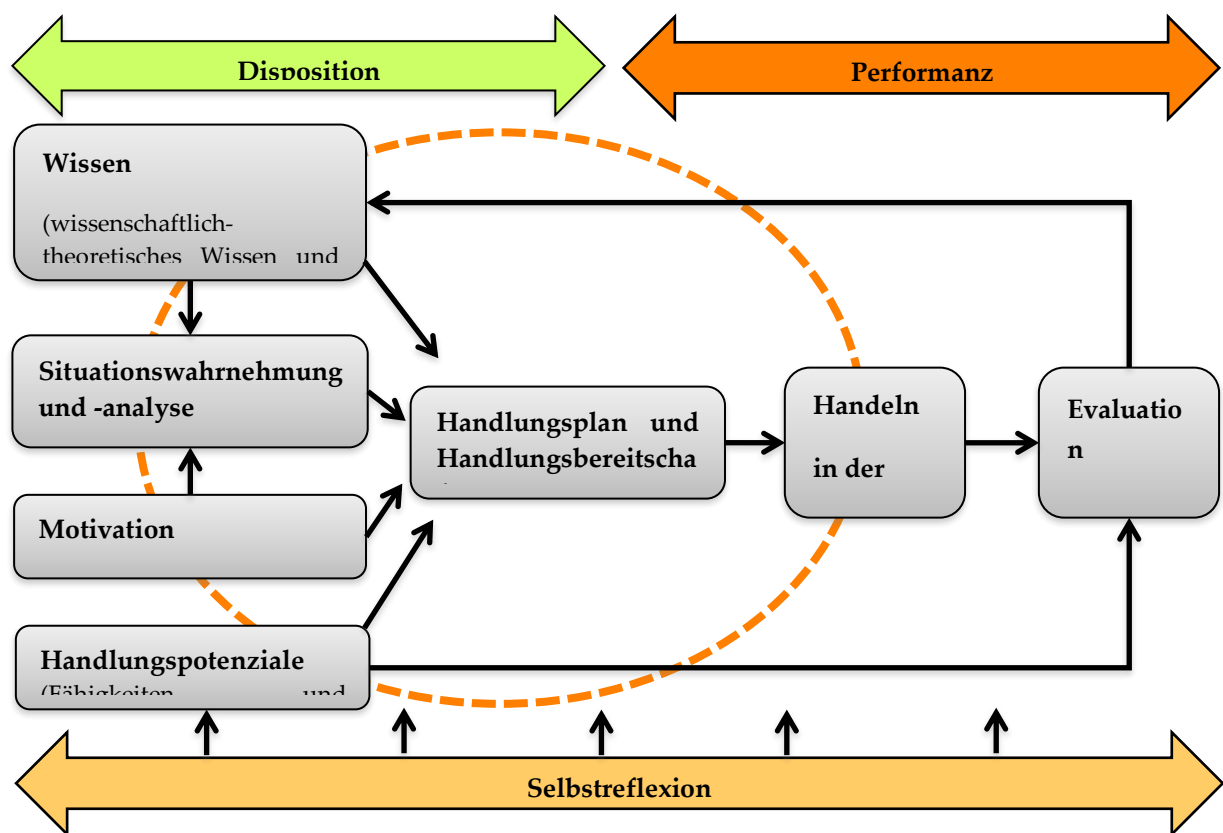 Disposition
Performanz
Wissen
(wissenschaftlich-
theoretisches Wissen und
Situationswahrnehmung
und -analyse
Handlungsplan und
Handlungsbereitscha
Handeln
in der
Evaluatio
n
Motivation
Handlungspotenziale
(Fähigkeiten und
Selbstreflexion